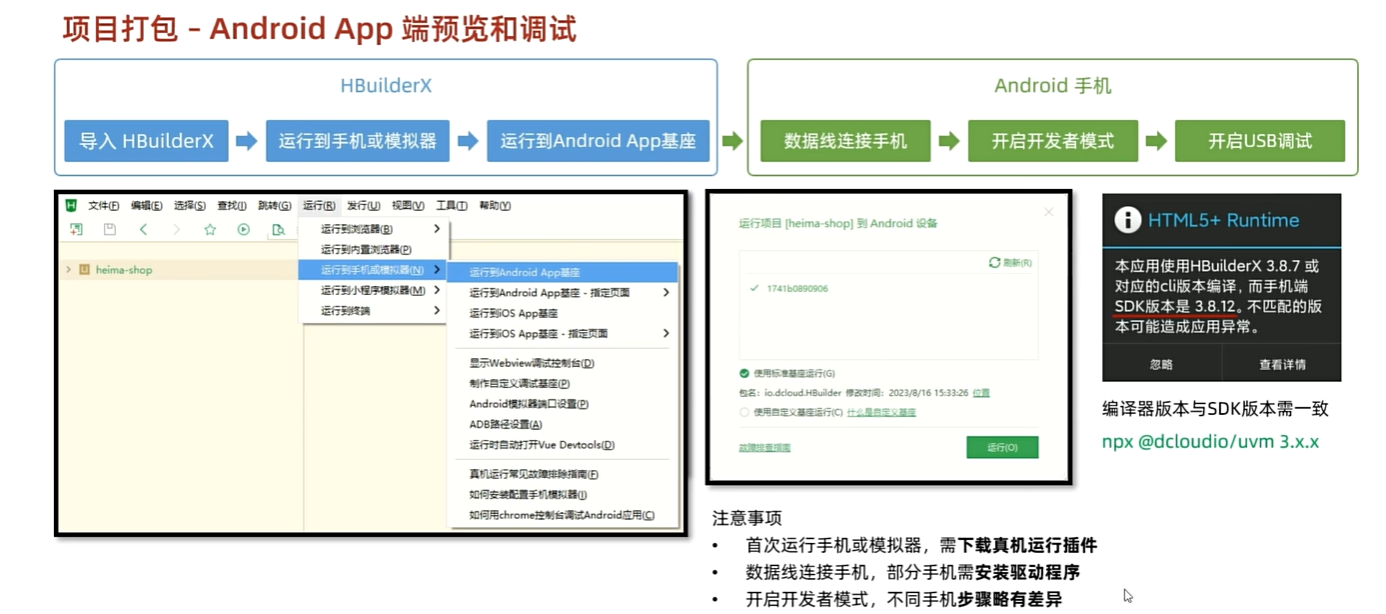 项目打包 – Android App 端预览和调试
HBuilderX
导入 HBuilderX
运行到手机或模拟器
运行到Android App基座
Android 手机
数据线连接手机
开启开发者模式
开启USB调试
文件(F) 编辑(E) 选择(S) 查找(I) 跳转(G) 运行(R) 发行(U) 视图(V) 工具(T) 帮助(Y)
heima-shop
运行到浏览器(B)
运行到内置浏览器(P)
运行到手机或模拟器(N)
运行到小程序模拟器(M)
运行到终端
运行到Android App基座
运行到Android App基座 - 指定页面
运行到iOS App基座
运行到iOS App基座 - 指定页面
显示Webview调试控制台(D)
制作自定义调试基座(P)
Android模拟器端口设置(P)
ADB路径设置(A)
运行时自动打开Vue Devtools(D)
真机运行常见故障排除指南(F)
如何安装配置手机模拟器(I)
如何用chrome控制台调试Android应用(C)
运行项目 [heima-shop] 到 Android 设备
刷新(R)
1741b0890906
使用标准基座运行(G)
包名：io.dcloud.HBuilder 修改时间：2023/8/16 15:33:26 位置
使用自定义基座运行(C) 什么是自定义基座
故障排查指南
运行(O)
HTML5+ Runtime
本应用使用HBuilderX 3.8.7 或
对应的cli版本编译，而手机端
SDK版本是 3.8.12。不匹配的版
本可能造成应用异常。
忽略
查看详情
编译器版本与SDK版本需一致
npx @dcloudio/uvm 3.x.x
注意事项
• 首次运行手机或模拟器，需下载真机运行插件
• 数据线连接手机，部分手机需安装驱动程序
• 开启开发者模式，不同手机步骤略有差异